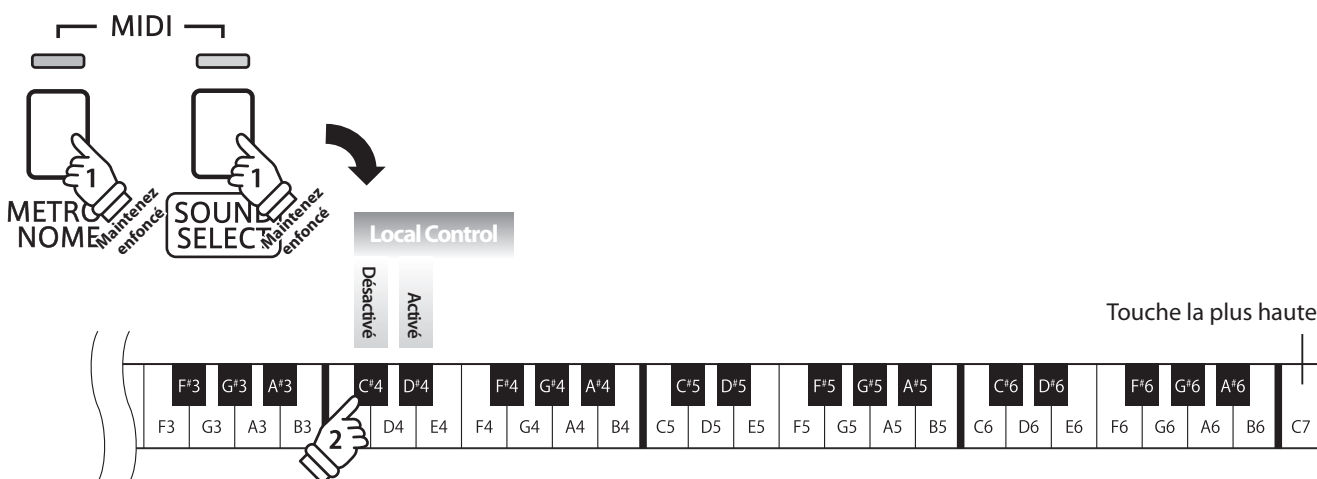 MIDI
1
1
METRONOME
Maintenez
enfoncé
SOUND
SELECT
Maintenez
enfoncé
Local Control
Désactivé
Activé
Touche la plus haute
F#3 G#3 A#3 C#4 D#4 F#4 G#4 A#4 C#5 D#5 F#5 G#5 A#5 C#6 D#6 F#6 G#6 A#6
F3 G3 A3 B3 D4 E4 F4 G4 A4 B4 C5 D5 E5 F5 G5 A5 B5 C6 D6 E6 F6 G6 A6 B6 C7
2